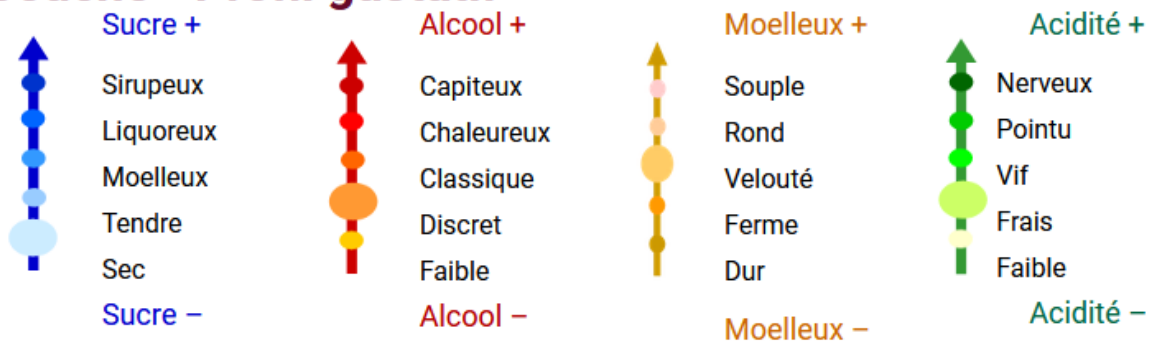 Sucre +
Sirupeux
Liquoreux
Moelleux
Tendre
Sec
Sucre –
Alcool +
Capiteux
Chaleureux
Classique
Discret
Faible
Alcool –
Moelleux +
Souple
Rond
Velouté
Ferme
Dur
Moelleux –
Acidité +
Nerveux
Pointu
Vif
Frais
Faible
Acidité –